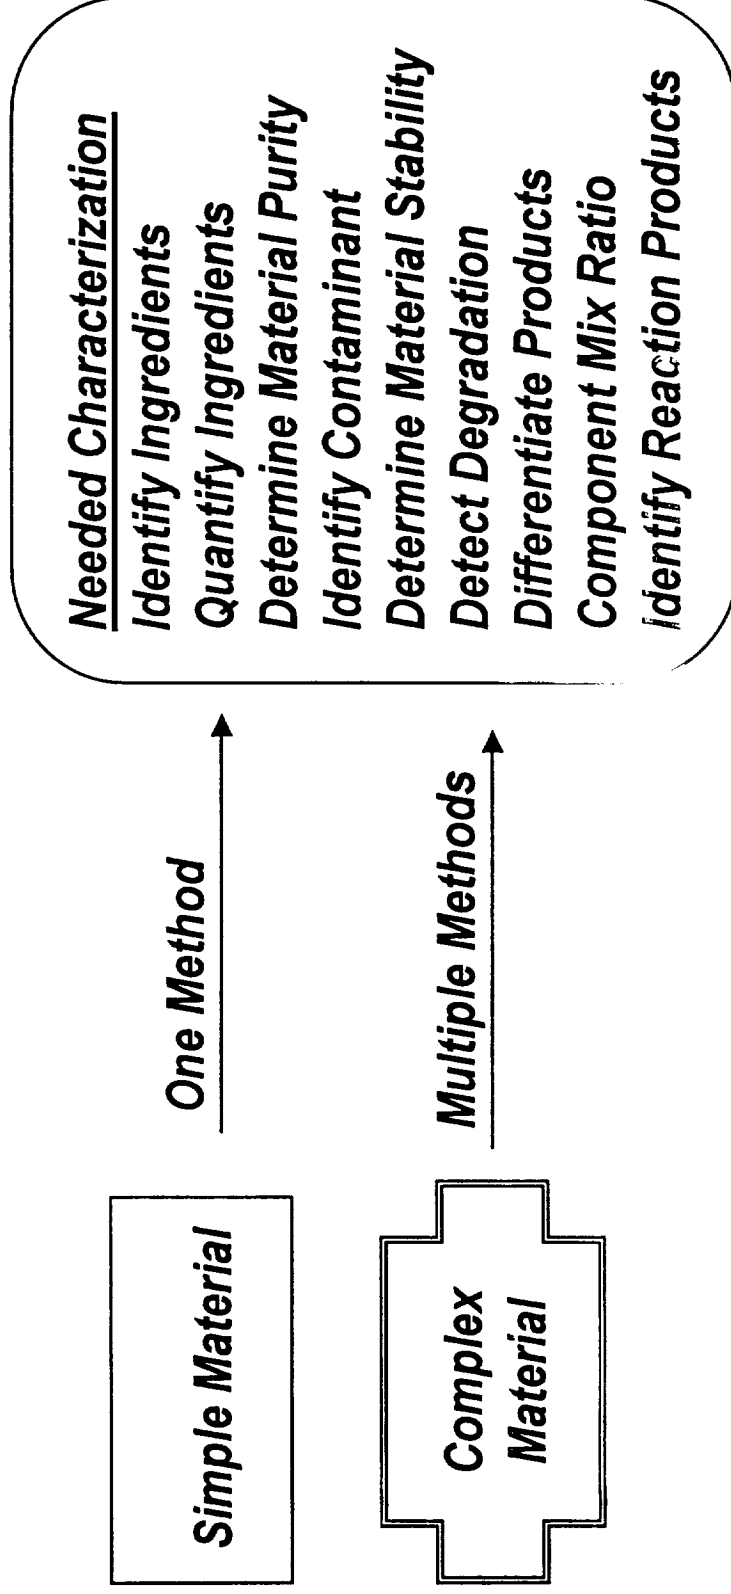 Simple Material
One Method
Complex
Material
Multiple Methods
Needed Characterization
Identify Ingredients
Quantify Ingredients
Determine Material Purity
Identify Contaminant
Determine Material Stability
Detect Degradation
Differentiate Products
Component Mix Ratio
Identify Reaction Products